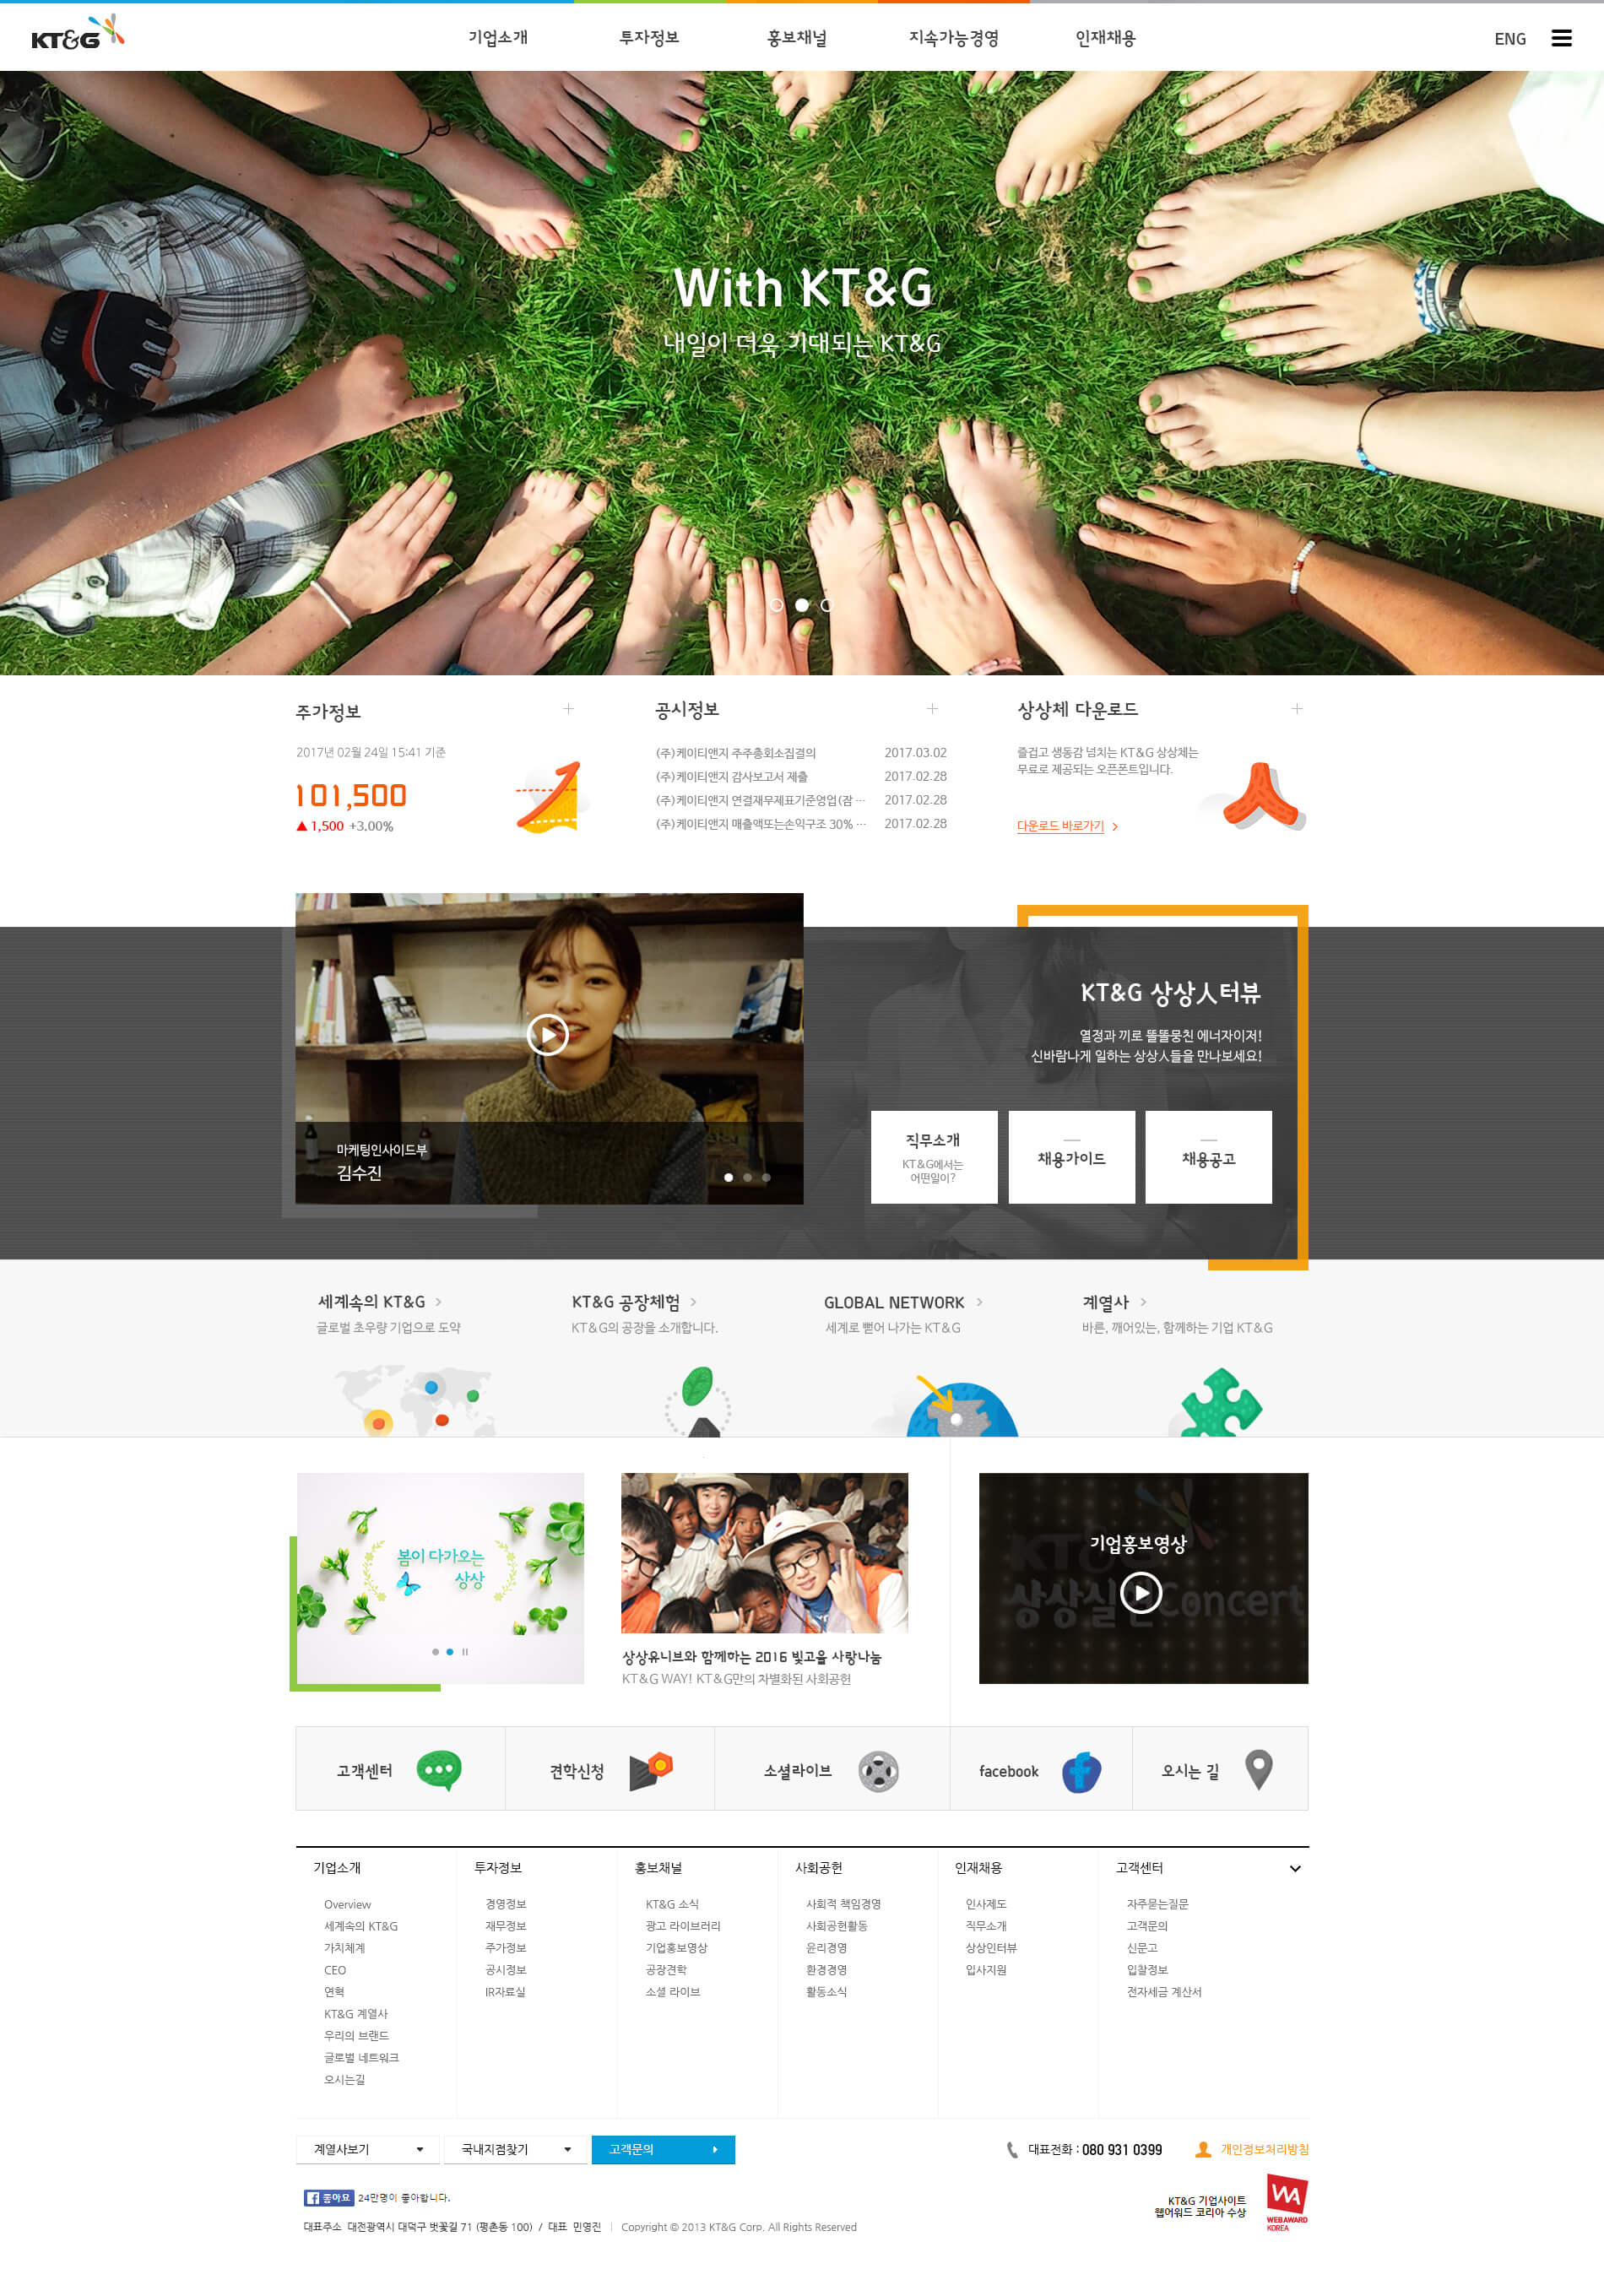 KT&G
기업소개
투자정보
홍보채널
지속가능경영
인재채용
ENG
With KT&G
내일이 더욱 기대되는 KT&G
주가정보
2017년 02월 24일 15:41 기준
101,500
▲ 1,500 +3.00%
공시정보
(주)케이티앤지 주주총회소집결의 2017.03.02
(주)케이티앤지 감사보고서 제출 2017.02.28
(주)케이티앤지 연결재무제표기준영업(잠 ··· 2017.02.28
(주)케이티앤지 매출액또는손익구조 30% ··· 2017.02.28
상상체 다운로드
즐겁고 생동감 넘치는 KT&G 상상체는
무료로 제공되는 오픈폰트입니다.
다운로드 바로가기
마케팅인사이드부
김수진
KT&G 상상人터뷰
열정과 끼로 똘똘뭉친 에너자이저!
신바람나게 일하는 상상人들을 만나보세요!
직무소개
KT&G에서는
어떤일이?
채용가이드
채용공고
세계속의 KT&G
글로벌 초우량 기업으로 도약
KT&G 공장체험
KT&G의 공장을 소개합니다.
GLOBAL NETWORK
세계로 뻗어 나가는 KT&G
계열사
바른, 깨어있는, 함께하는 기업 KT&G
봄이 다가오는
상상
상상유니브와 함께하는 2016 빛고을 사랑나눔
KT&G WAY! KT&G만의 차별화된 사회공헌
KT&G
기업홍보영상
상상실현Concert
고객센터
견학신청
소셜라이브
facebook
오시는 길
기업소개
Overview
세계속의 KT&G
가치체계
CEO
연혁
KT&G 계열사
우리의 브랜드
글로벌 네트워크
오시는길
투자정보
경영정보
재무정보
주가정보
공시정보
IR자료실
홍보채널
KT&G 소식
광고 라이브러리
기업홍보영상
공장견학
소셜 라이브
사회공헌
사회적 책임경영
사회공헌활동
윤리경영
환경경영
활동소식
인재채용
인사제도
직무소개
상상인터뷰
입사지원
고객센터
자주묻는질문
고객문의
신문고
입찰정보
전자세금 계산서
계열사보기
국내지점찾기
고객문의
대표전화 : 080 931 0399
개인정보처리방침
좋아요 24만명이 좋아합니다.
KT&G 기업사이트
웹어워드 코리아 수상
WA
WEBAWARD
KOREA
대표주소 대전광역시 대덕구 벗꽃길 71 (평촌동 100) / 대표 민영진 | Copyright © 2013 KT&G Corp. All Rights Reserved